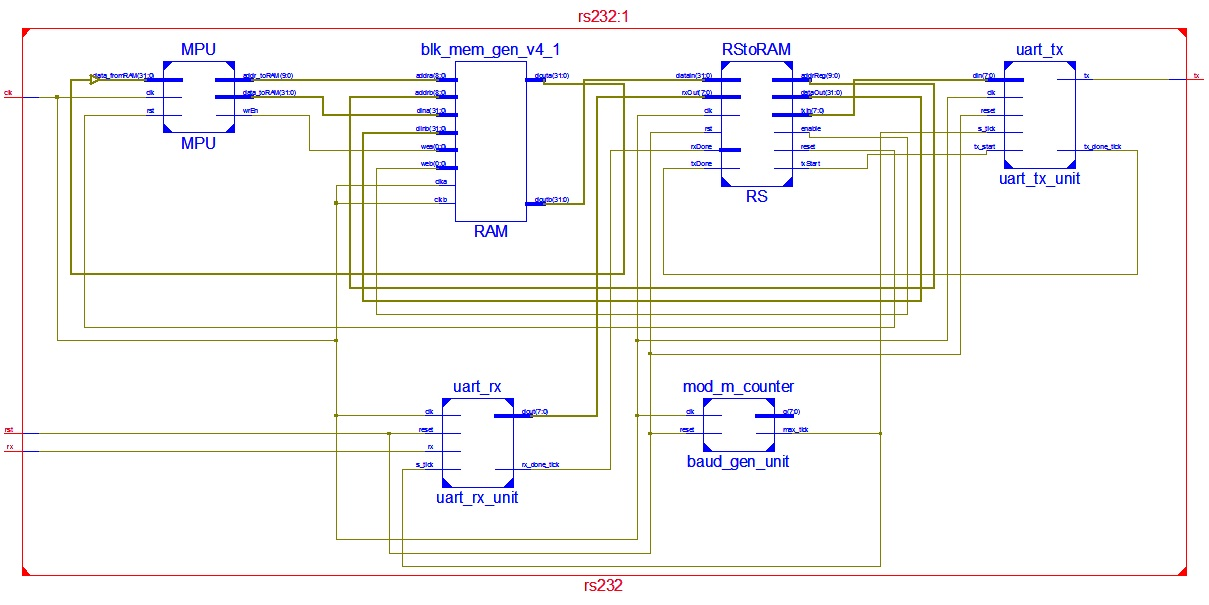 rs232:1
MPU
data_fromRAM(31:0)
clk
rst
addr_toRAM(9:0)
data_toRAM(31:0)
wrEn
MPU
blk_mem_gen_v4_1
addra(8:0)
addrb(8:0)
dina(31:0)
dinb(31:0)
wea(0:0)
web(0:0)
clka
clkb
douta(31:0)
doutb(31:0)
RAM
RStoRAM
dataIn(31:0)
rxOut(7:0)
clk
rst
rxDone
txDone
addrReg(9:0)
dataOut(31:0)
txIn(7:0)
enable
reset
txStart
RS
uart_tx
din(7:0)
clk
reset
s_tick
tx_start
tx
tx_done_tick
uart_tx_unit
clk
tx
uart_rx
clk
reset
rx
s_tick
dout(7:0)
rx_done_tick
uart_rx_unit
mod_m_counter
clk
reset
q(7:0)
max_tick
baud_gen_unit
rst
rx
rs232